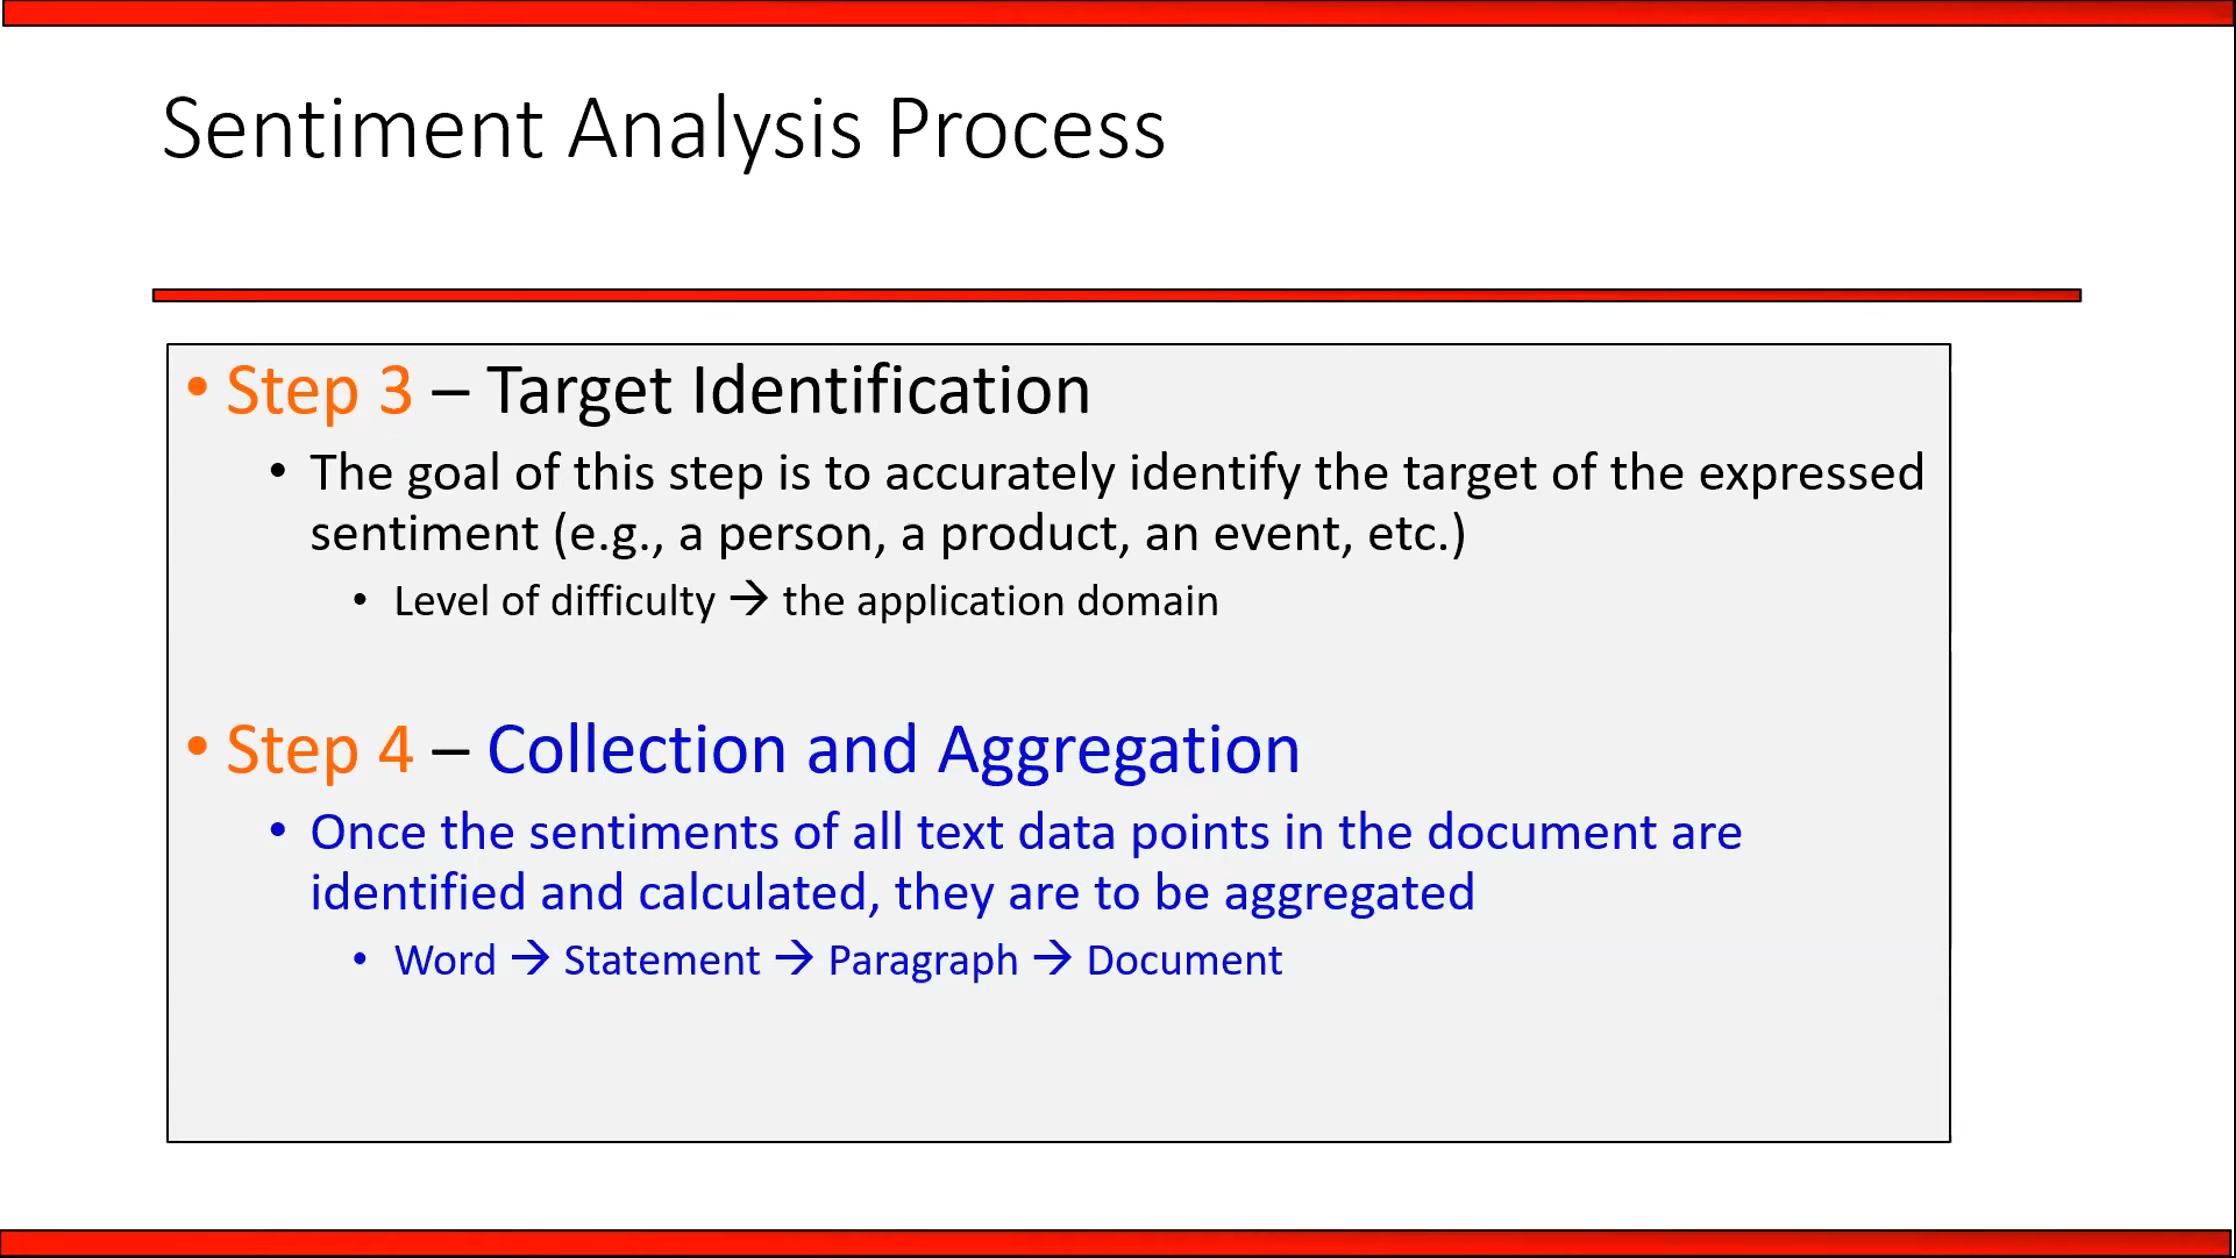 Sentiment Analysis Process
• Step 3 – Target Identification
• The goal of this step is to accurately identify the target of the expressed
sentiment (e.g., a person, a product, an event, etc.)
• Level of difficulty → the application domain
• Step 4 – Collection and Aggregation
• Once the sentiments of all text data points in the document are
identified and calculated, they are to be aggregated
• Word → Statement → Paragraph → Document